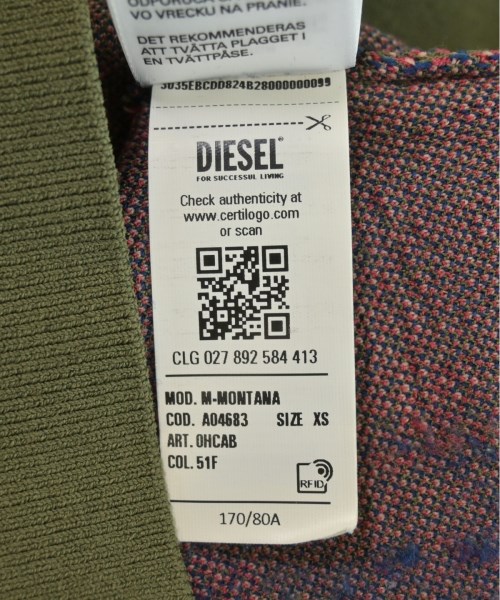 VO VRECKU NA PRANIE.
DET REKOMMENDERAS
ATT TVÄTTA PLAGGET I
EN TVÄTTPÅSE.
3035EBCDD824B28000000099
DIESEL®
FOR SUCCESSFUL LIVING
Check authenticity at
www.certilogo.com
or scan
CLG 027 892 584 413
MOD. M-MONTANA
COD. A04683 SIZE XS
ART. 0HCAB
COL. 51F
RFID
170/80A